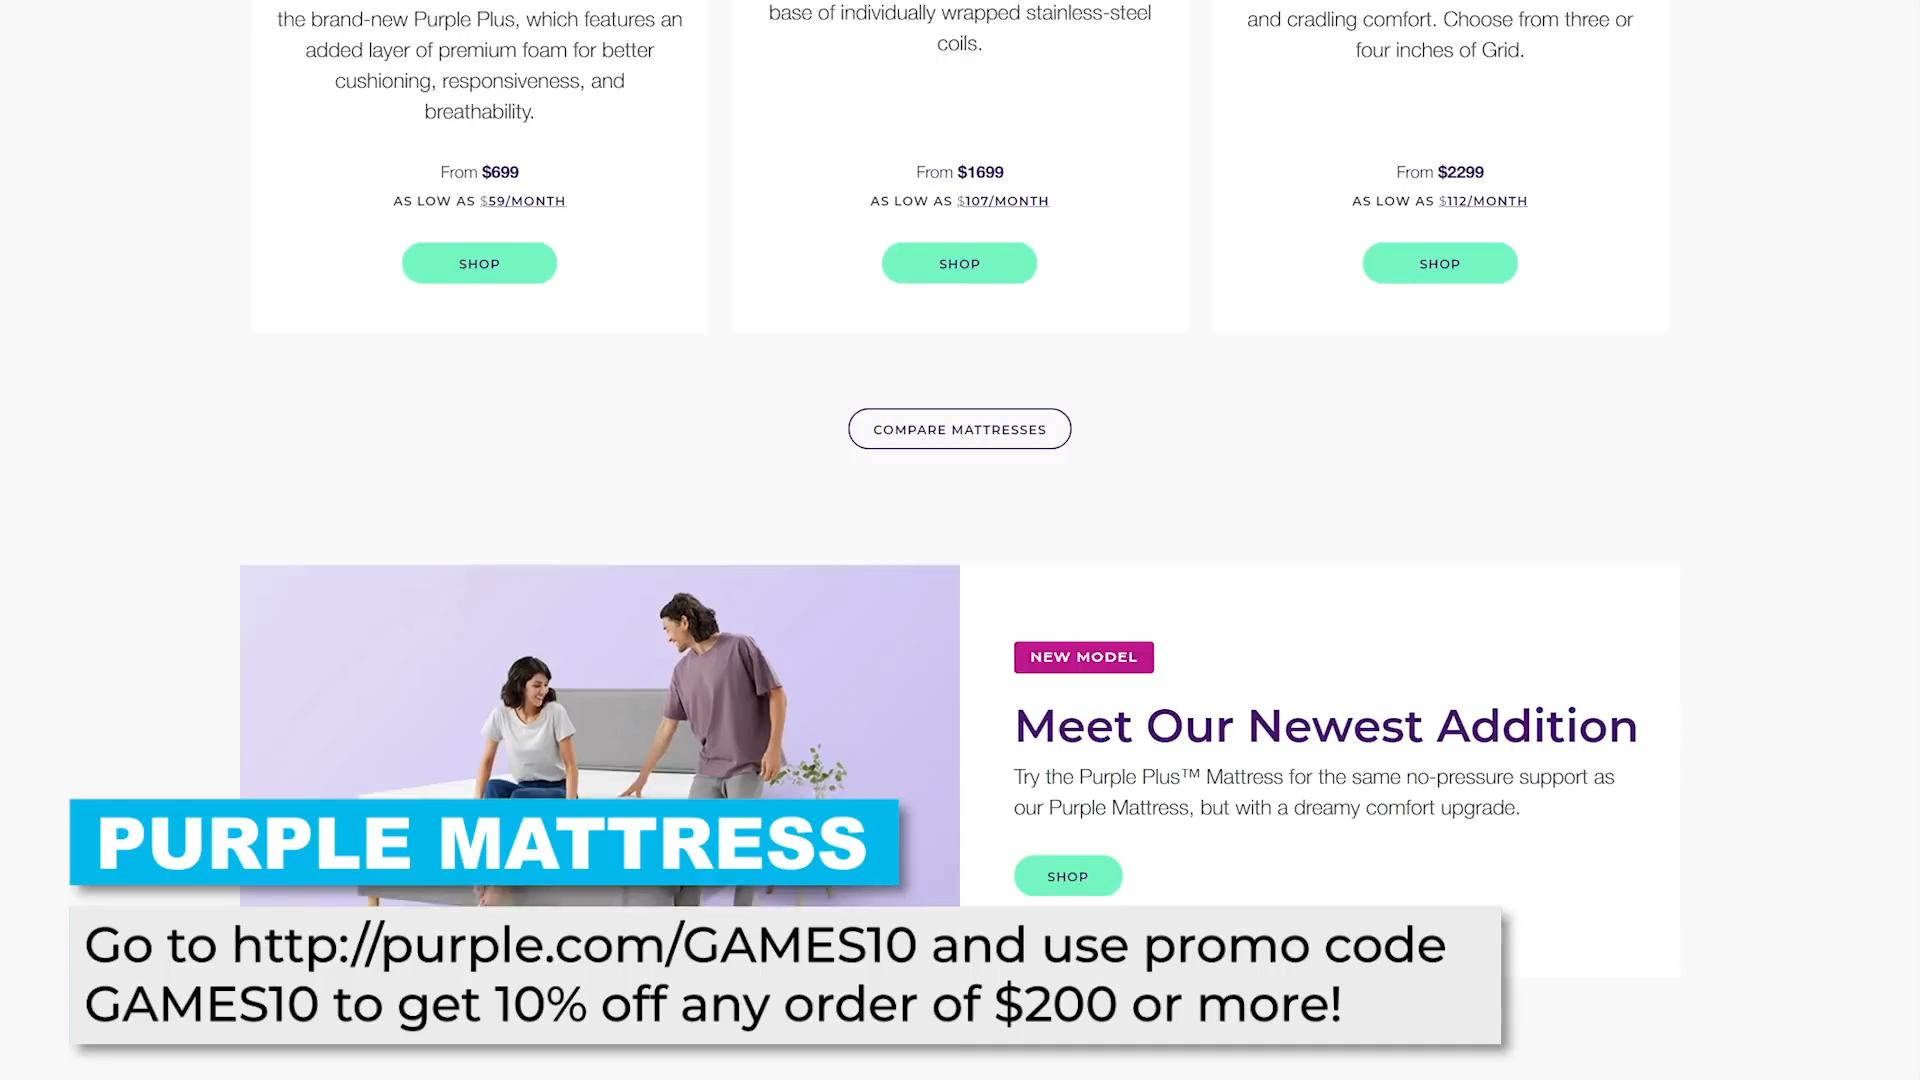 the brand-new Purple Plus, which features an
added layer of premium foam for better
cushioning, responsiveness, and
breathability.
From $699
AS LOW AS $59/MONTH
SHOP
base of individually wrapped stainless-steel
coils.
From $1699
AS LOW AS $107/MONTH
SHOP
and cradling comfort. Choose from three or
four inches of Grid.
From $2299
AS LOW AS $112/MONTH
SHOP
COMPARE MATTRESSES
NEW MODEL
Meet Our Newest Addition
Try the Purple Plus™ Mattress for the same no-pressure support as
our Purple Mattress, but with a dreamy comfort upgrade.
SHOP
PURPLE MATTRESS
Go to http://purple.com/GAMES10 and use promo code
GAMES10 to get 10% off any order of $200 or more!